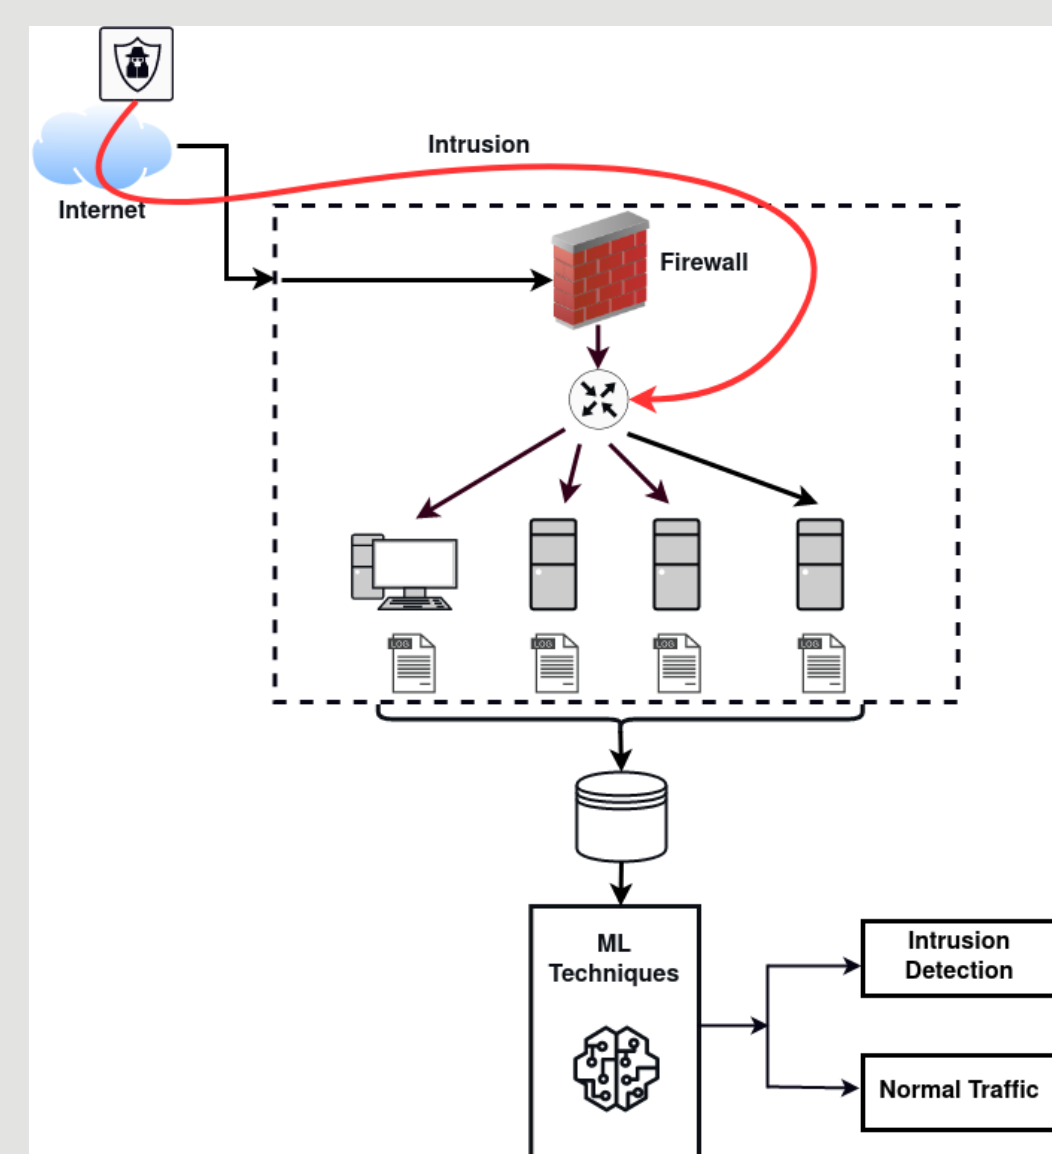 Intrusion
Internet
Firewall
LOG
LOG
LOG
LOG
ML
Techniques
Intrusion
Detection
Normal Traffic